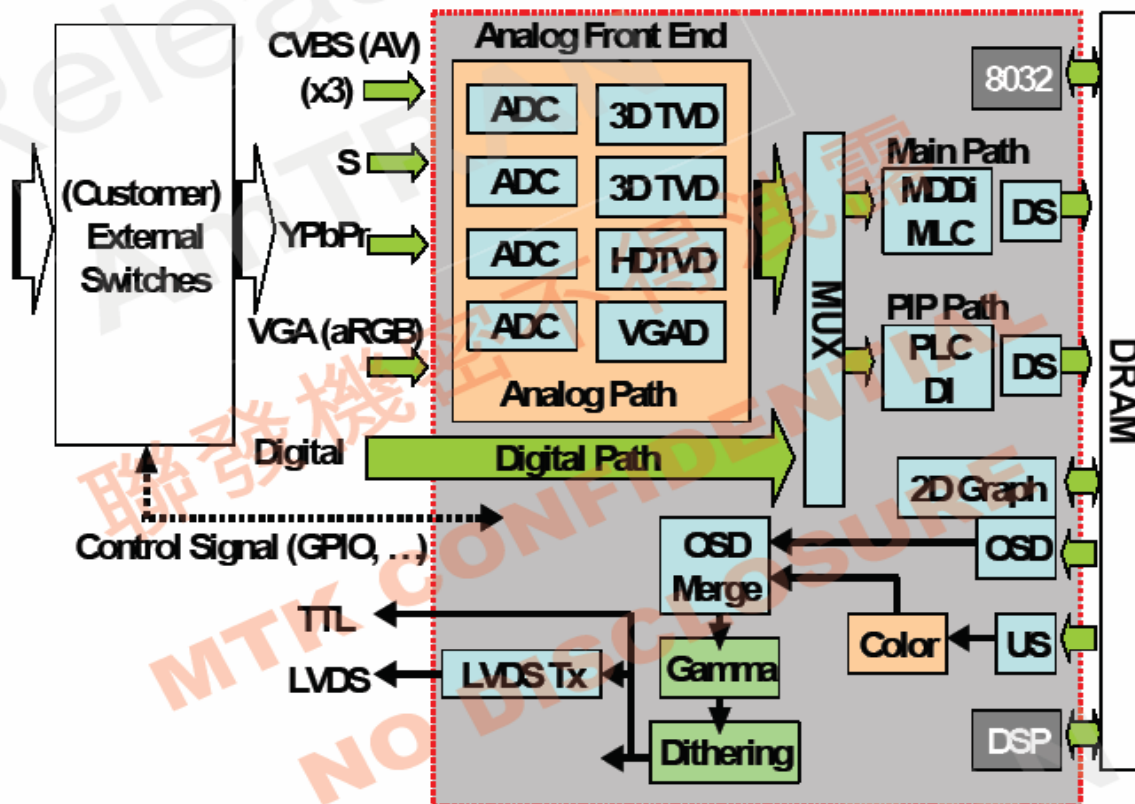 CVBS (AV)
(x3)
S
YPbPr
VGA (aRGB)
Digital
(Customer)
External
Switches
Control Signal (GPIO, ...)
TTL
LVDS
Analog Front End
ADC
3D TVD
ADC
3D TVD
ADC
HDTVD
ADC
VGAD
Analog Path
Digital Path
MUX
8032
Main Path
MDDi
MLC
DS
PIP Path
PLC
DI
DS
2D Graph
OSD
OSD
Merge
Color
US
Gamma
LVDS Tx
Dithering
DSP
DRAM
聯發機密不得洩露
MTK CONFIDENTIAL
NO DISCLOSURE
AmTRAN